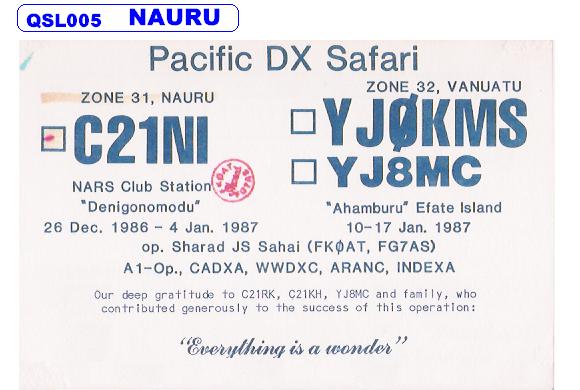 QSL005 NAURU
Pacific DX Safari
ZONE 31, NAURU
C21NI
NARS Club Station
"Denigonomodu"
26 Dec. 1986 - 4 Jan. 1987
ZONE 32, VANUATU
YJØKMS
YJ8MC
"Ahamburu" Efate Island
10-17 Jan. 1987
op. Sharad JS Sahai (FKØAT, FG7AS)
A1-Op., CADXA, WWDXC, ARANC, INDEXA
Our deep gratitude to C21RK, C21KH, YJ8MC and family, who
contributed generously to the success of this operation:
"Everything is a wonder"